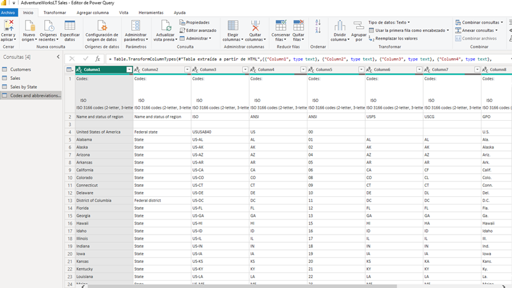 AdventureWorksLT Sales - Editor de Power Query
Archivo Inicio Transformar Agregar columna Vista Herramientas Ayuda
Cerrar y aplicar Nuevo origen Orígenes recientes Especificar datos Configuración de origen de datos Administrar parámetros Actualizar vista previa Propiedades Administrar Elegir columnas Quitar columnas Conservar filas Quitar filas Dividir columna Agrupar por Tipo de datos: Texto Usar la primera fila como encabezado Reemplazar los valores Combinar consultas Anexar consultas Combinar archivos
Cerrar Nueva consulta Orígenes de datos Parámetros Consulta Administrar columnas Reducir filas Ordenar Transformar Combinar
Consultas [4]
= Table.TransformColumnTypes(#"Tabla extraída a partir de HTML",{{"Column1", type text}, {"Column2", type text}, {"Column3", type text}, {"Column4", type text},
Customers
Sales
Sales by State
Codes and abbreviations...
Column1 Column2 Column3 Column4 Column5 Column6 Column7 Column8
1 Codes: Codes: Codes: Codes: Codes: Codes: Codes: Codes:
ISO ISO ISO ISO ISO ISO ISO ISO
2 Name and status of region Name and status of region ISO ANSI ANSI USPS USCG GPO
3
4 United States of America Federal state US US 00 U.S.
5 Alabama State US-AL AL 01 AL AL Ala.
6 Alaska State US-AK AK 02 AK AK Alaska
7 Arizona State US-AZ AZ 04 AZ AZ Ariz.
8 Arkansas State US-AR AR 05 AR AR Ark.
9 California State US-CA CA 06 CA CF Calif.
10 Colorado State US-CO CO 08 CO CL Colo.
11 Connecticut State US-CT CT 09 CT CT Conn.
12 Delaware State US-DE DE 10 DE DL Del.
13 District of Columbia Federal district US-DC DC 11 DC DC D.C.
14 Florida State US-FL FL 12 FL FL Fla.
15 Georgia State US-GA GA 13 GA GA Ga.
16 Hawaii State US-HI HI 15 HI HA Hawaii
17 Idaho State US-ID ID 16 ID ID Idaho
18 Illinois State US-IL IL 17 IL IL Ill.
19 Indiana State US-IN IN 18 IN IN Ind.
20 Iowa State US-IA IA 19 IA IA Iowa
21 Kansas State US-KS KS 20 KS KA Kans.
22 Kentucky State US-KY KY 21 KY KY Ky.
23 Louisiana State US-LA LA 22 LA LA La.